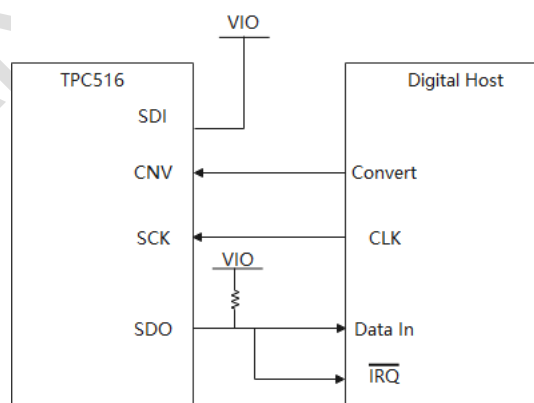 VIO
TPC516
Digital Host
SDI
CNV
Convert
SCK
CLK
VIO
SDO
Data In
IRQ